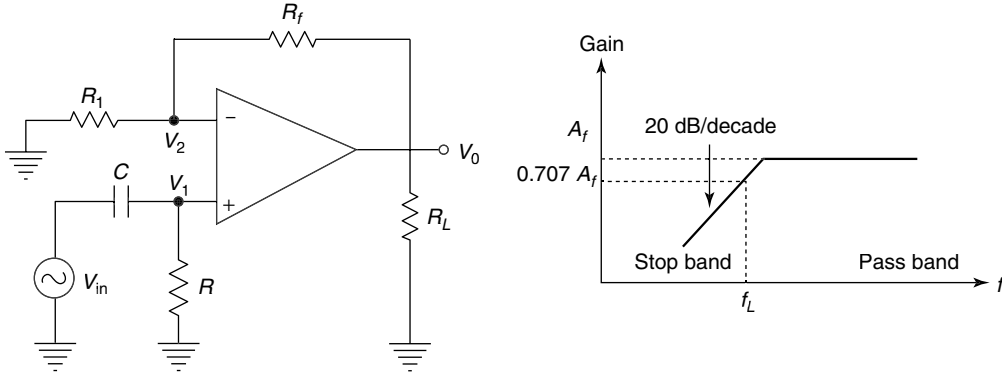 R_f
R_1
−
V_2
V_0
C
V_1
+
R_L
V_in
R
Gain
A_f
20 dB/decade
0.707 A_f
Stop band
Pass band
f_L
f